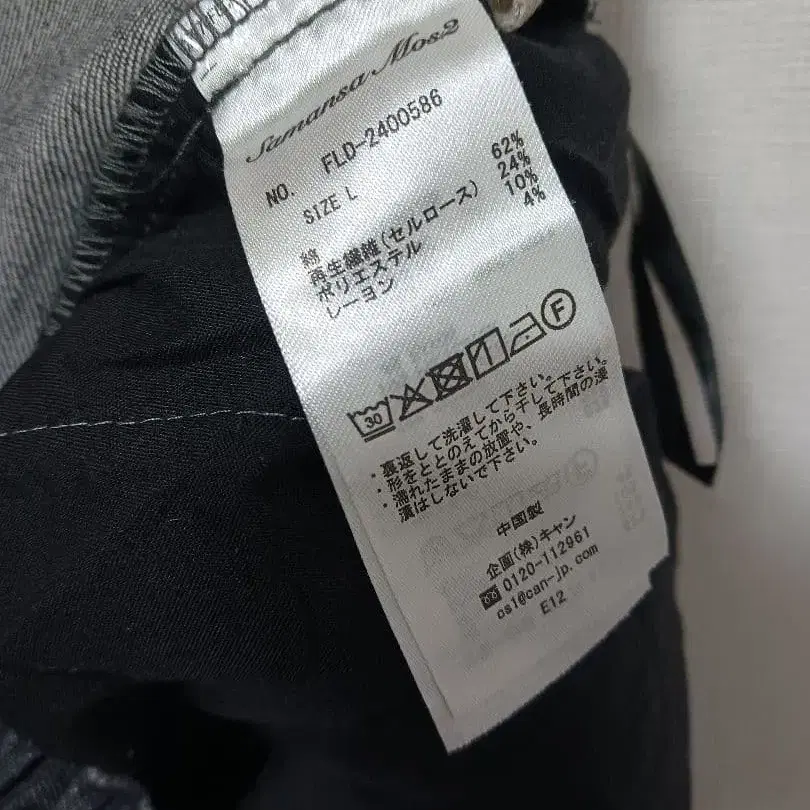 Samansa Mos2
NO. FLD-2400586
SIZE L
綿 62%
再生繊維(セルロース) 24%
ポリエステル 10%
レーヨン 4%
30 F
・裏返して洗濯して下さい。
・形をととのえてから干して下さい。
・濡れたままの放置や、長時間の浸
漬はしないで下さい。
中国製
企画(株)キャン
0120-112961
cs1@can-jp.com
E12